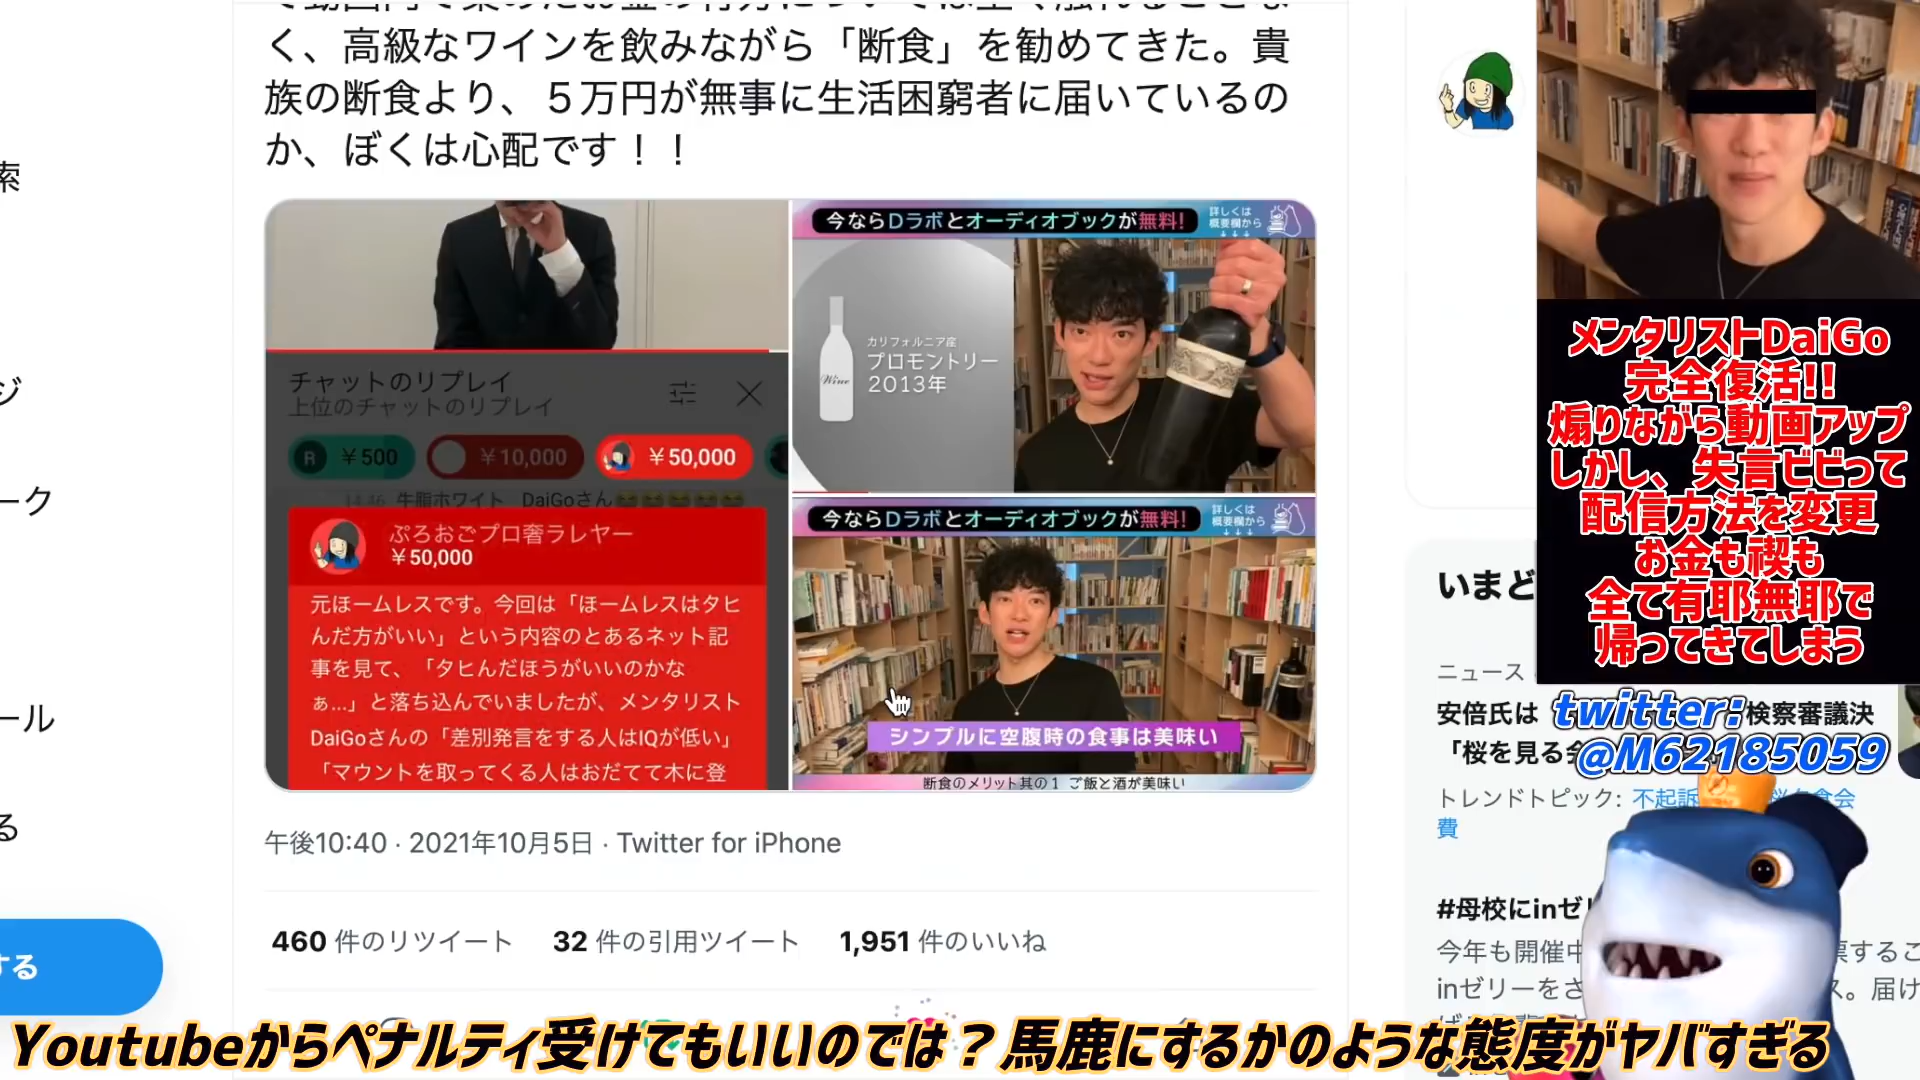 く、高級なワインを飲みながら「断食」を勧めてきた。貴
族の断食より、５万円が無事に生活困窮者に届いているの
か、ぼくは心配です！！
索
ジ
ーク
ール
る
する
チャットのリプレイ
上位のチャットのリプレイ
R ￥500
￥10,000
￥50,000
14:46 牛脂ホワイト DaiGoさん😂😂😂😂😂
ぷろおごプロ奢ラレヤー
￥50,000
元ほームレスです。今回は「ほームレスはタヒ
んだ方がいい」という内容のとあるネット記
事を見て、「タヒんだほうがいいのかな
ぁ…」と落ち込んでいましたが、メンタリスト
DaiGoさんの「差別発言をする人はIQが低い」
「マウントを取ってくる人はおだてて木に登
今ならDラボとオーディオブックが無料!
詳しくは
概要欄から
↓↓↓
Wine
カリフォルニア産
プロモントリー
2013年
今ならDラボとオーディオブックが無料!
詳しくは
概要欄から
↓↓↓
シンプルに空腹時の食事は美味い
断食のメリット其の１ ご飯と酒が美味い
午後10:40 · 2021年10月5日 · Twitter for iPhone
460 件のリツイート 32 件の引用ツイート 1,951 件のいいね
メンタリストDaiGo
完全復活!!
煽りながら動画アップ
しかし、失言ビビって
配信方法を変更
お金も禊も
全て有耶無耶で
帰ってきてしまう
twitter:
@M62185059
いまど
ニュース
安倍氏は
検察審議決
「桜を見る会
トレンドトピック: 不起訴
食会
費
#母校にinゼリ
今年も開催中
票するこ
inゼリーをさ
ス。届け
Youtubeからペナルティ受けてもいいのでは？馬鹿にするかのような態度がヤバすぎる